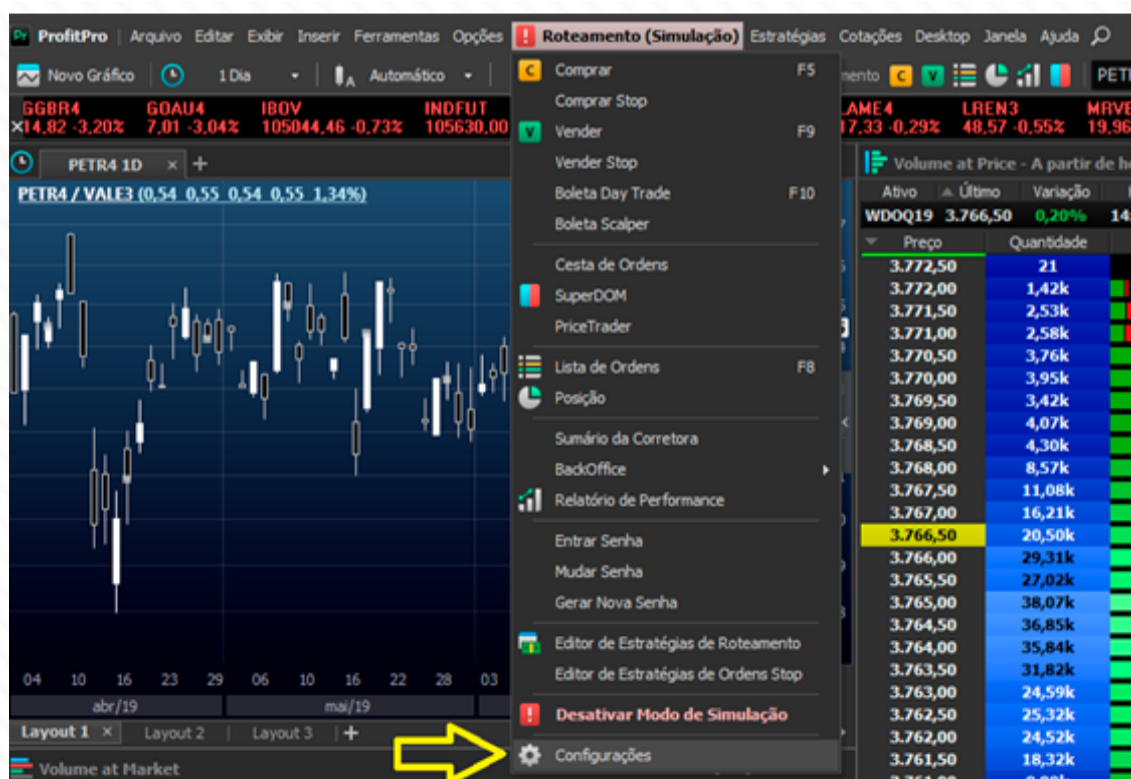 ProfitPro Arquivo Editar Exibir Inserir Ferramentas Opções Roteamento (Simulação) Estratégias Cotações Desktop Janela Ajuda
Novo Gráfico 1 Dia Automático
GGBR4 GOAU4 IBOV INDFUT LREN3
14,82 -3,20% 7,01 -3,04% 105044,46 -0,73% 105630,00 -0,29% 48,57 -0,55% 19,96
PETR4 1D × +
PETR4 / VALE3 (0,54 0,55 0,54 0,55 1,34%)
04 10 16 23 29 06 10 16 22 28 03
abr/19 mai/19
Layout 1 × Layout 2 Layout 3 +
Volume at Market
C Comprar F5
Comprar Stop
V Vender F9
Vender Stop
Boleta Day Trade F10
Boleta Scalper
Cesta de Ordens
SuperDOM
PriceTrader
Lista de Ordens F8
Posição
Sumário da Corretora
BackOffice
Relatório de Performance
Entrar Senha
Mudar Senha
Gerar Nova Senha
Editor de Estratégias de Roteamento
Editor de Estratégias de Ordens Stop
Desativar Modo de Simulação
Configurações
Volume at Price - A partir de
Ativo Último Variação
WDOQ19 3.766,50 0,20%
Preço Quantidade
3.772,50 21
3.772,00 1,42k
3.771,50 2,53k
3.771,00 2,58k
3.770,50 3,76k
3.770,00 3,95k
3.769,50 3,42k
3.769,00 4,07k
3.768,50 4,30k
3.768,00 8,57k
3.767,50 11,08k
3.767,00 16,21k
3.766,50 20,50k
3.766,00 29,31k
3.765,50 27,02k
3.765,00 38,07k
3.764,50 36,85k
3.764,00 35,84k
3.763,50 31,82k
3.763,00 24,59k
3.762,50 25,32k
3.762,00 24,52k
3.761,50 18,32k